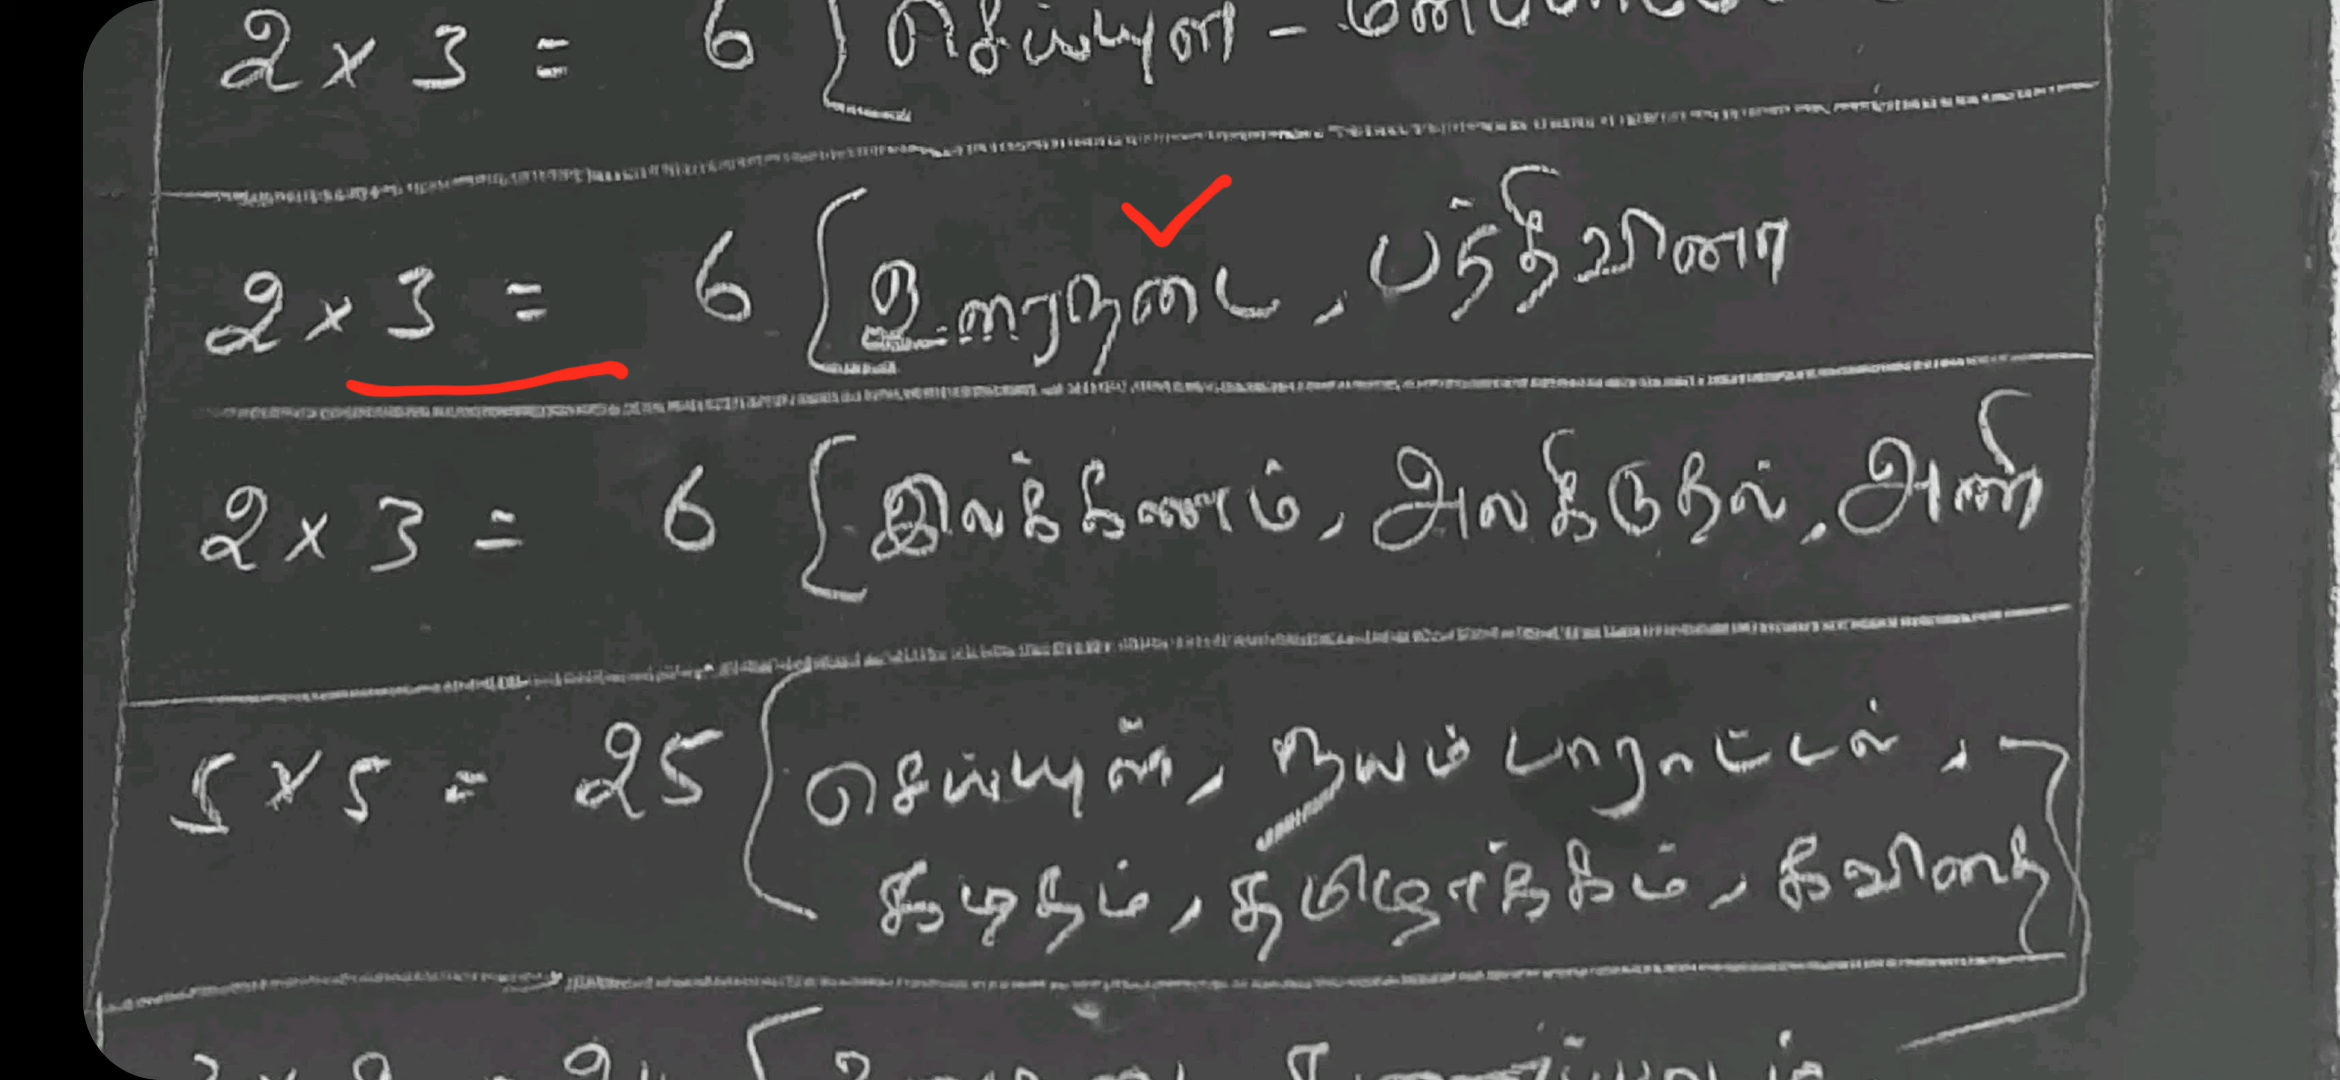 2 x 3 = 6 { செய்யுள் -
2 x 3 = 6 { உரைநடை, பந்திவினா
2 x 3 = 6 { இலக்கணம், அலகிடுதல், அணி
5 x 5 = 25 { செய்யுள், நயம் பாராட்டல்,
கடிதம், தமிழாக்கம், கவிதை